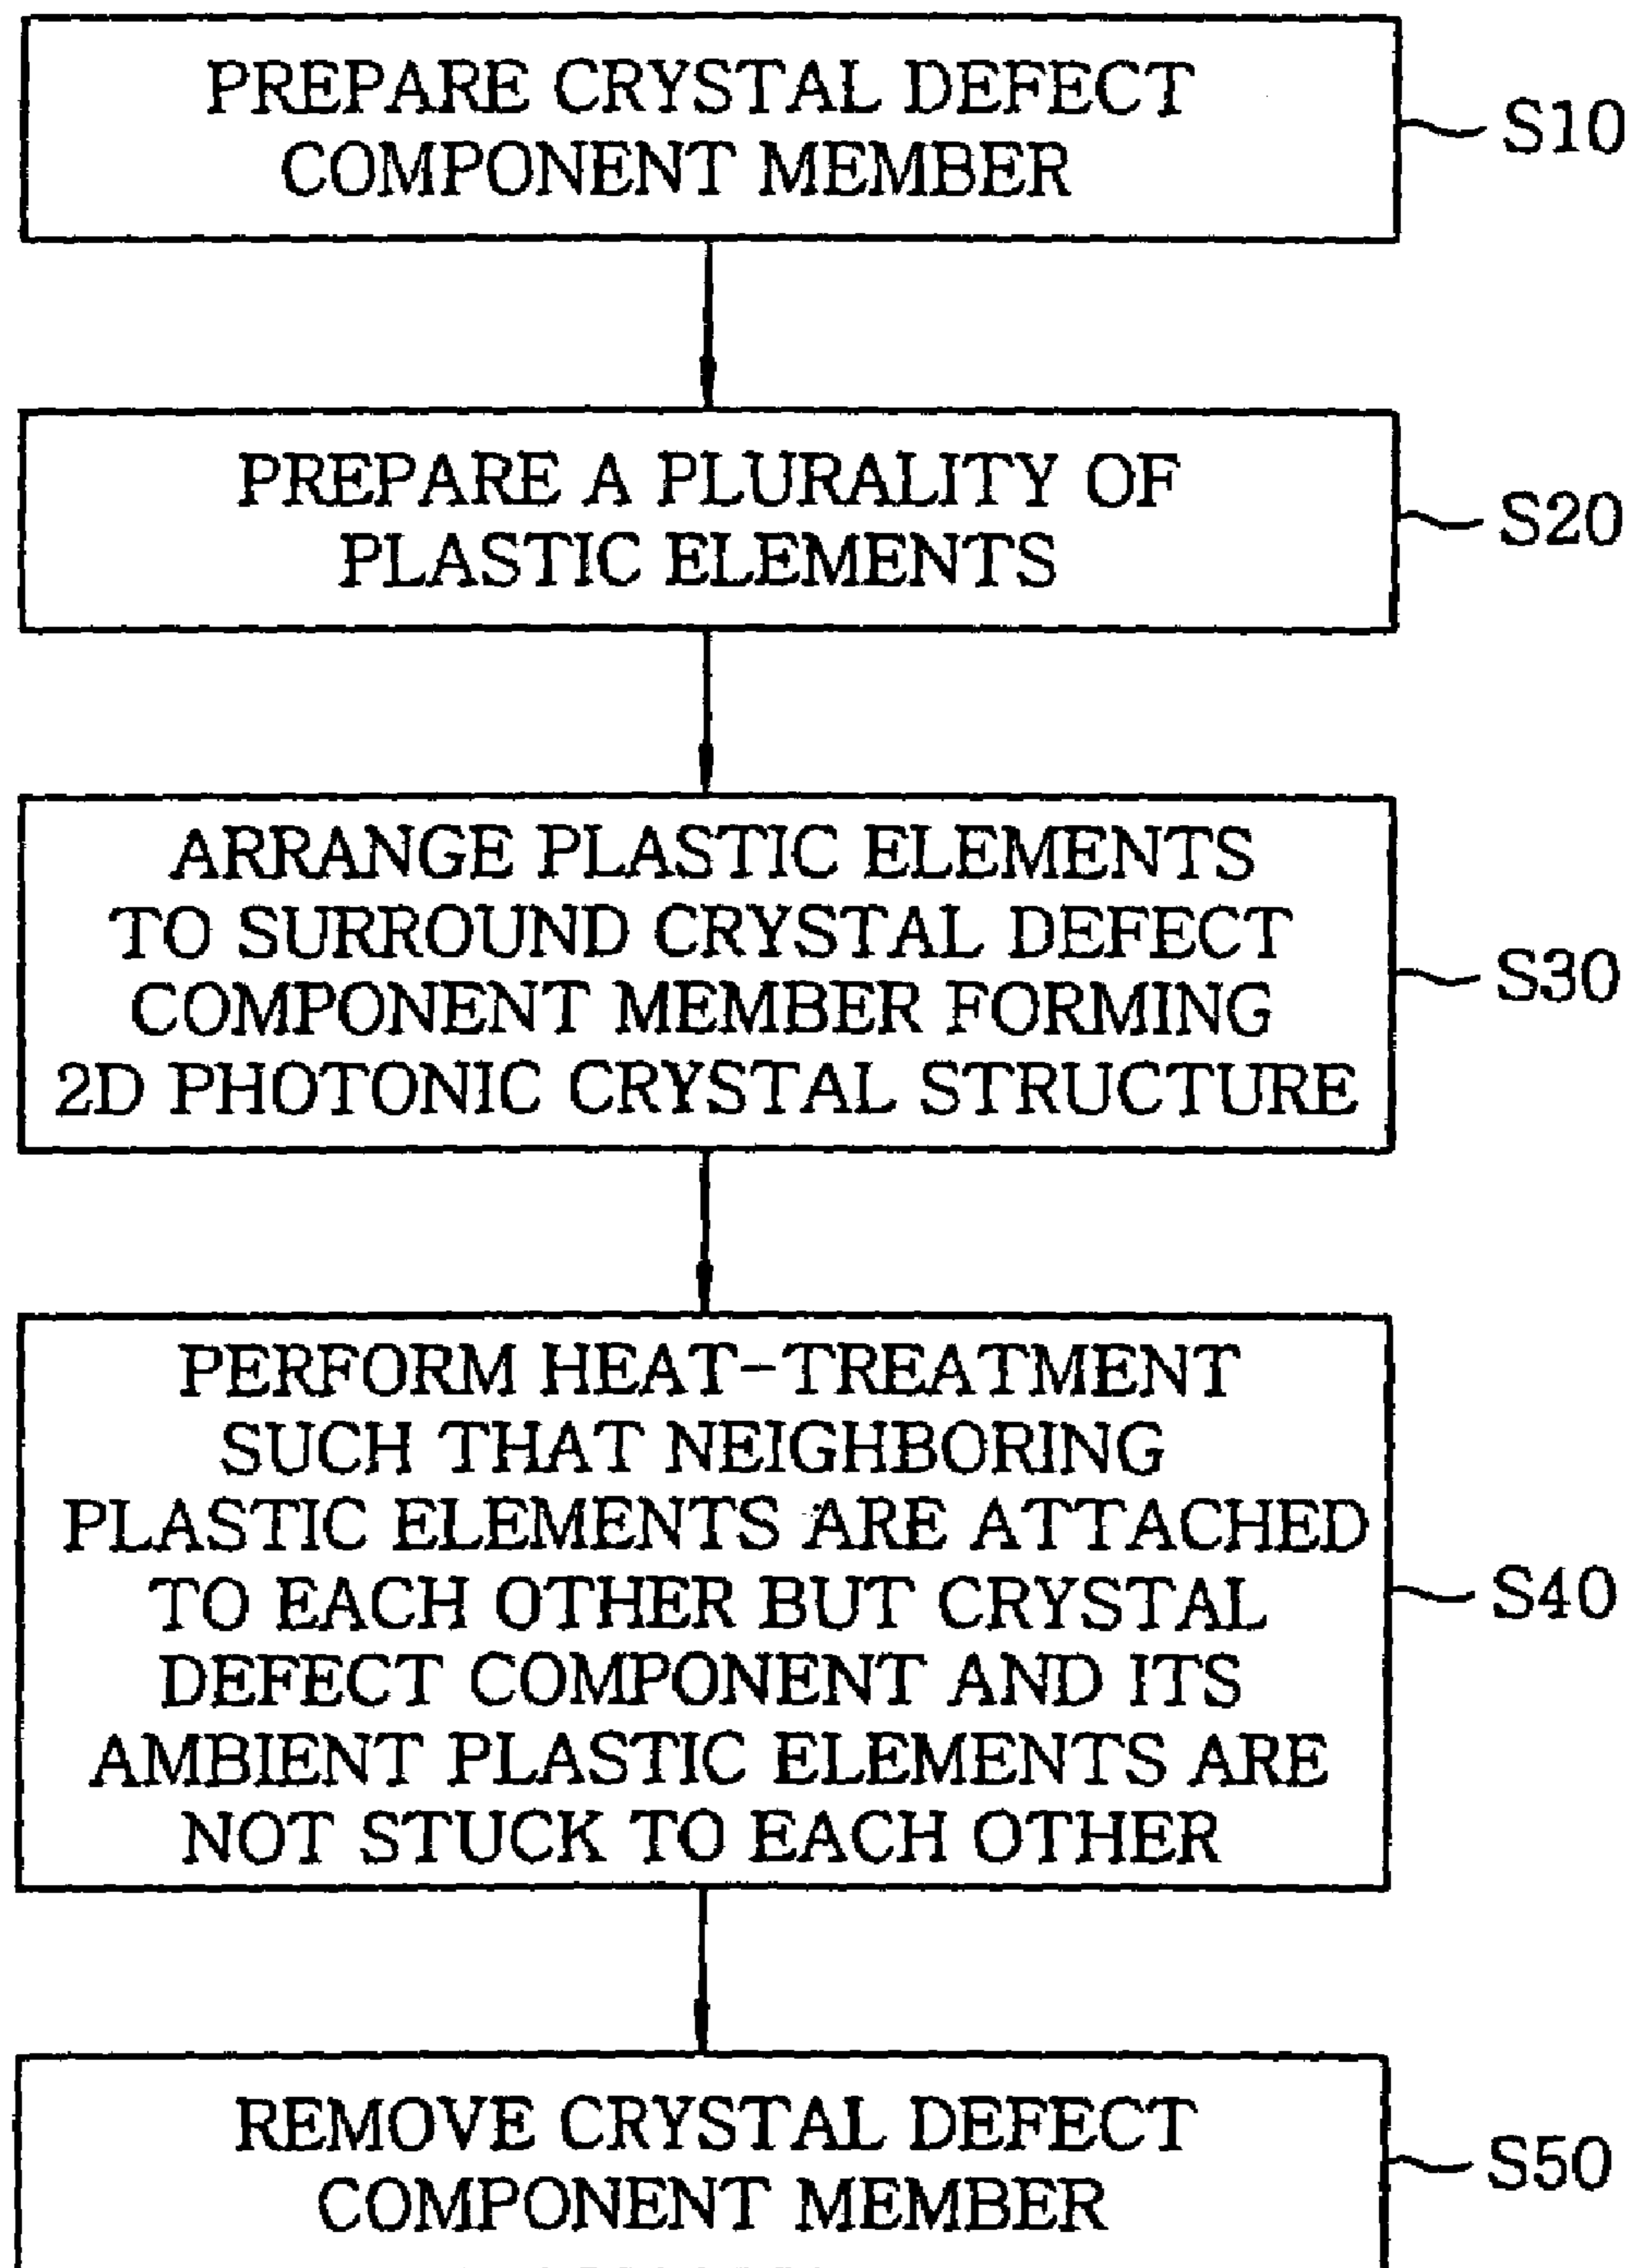 PREPARE CRYSTAL DEFECT
COMPONENT MEMBER
S10
PREPARE A PLURALITY OF
PLASTIC ELEMENTS
S20
ARRANGE PLASTIC ELEMENTS
TO SURROUND CRYSTAL DEFECT
COMPONENT MEMBER FORMING
2D PHOTONIC CRYSTAL STRUCTURE
S30
PERFORM HEAT-TREATMENT
SUCH THAT NEIGHBORING
PLASTIC ELEMENTS ARE ATTACHED
TO EACH OTHER BUT CRYSTAL
DEFECT COMPONENT AND ITS
AMBIENT PLASTIC ELEMENTS ARE
NOT STUCK TO EACH OTHER
S40
REMOVE CRYSTAL DEFECT
COMPONENT MEMBER
S50